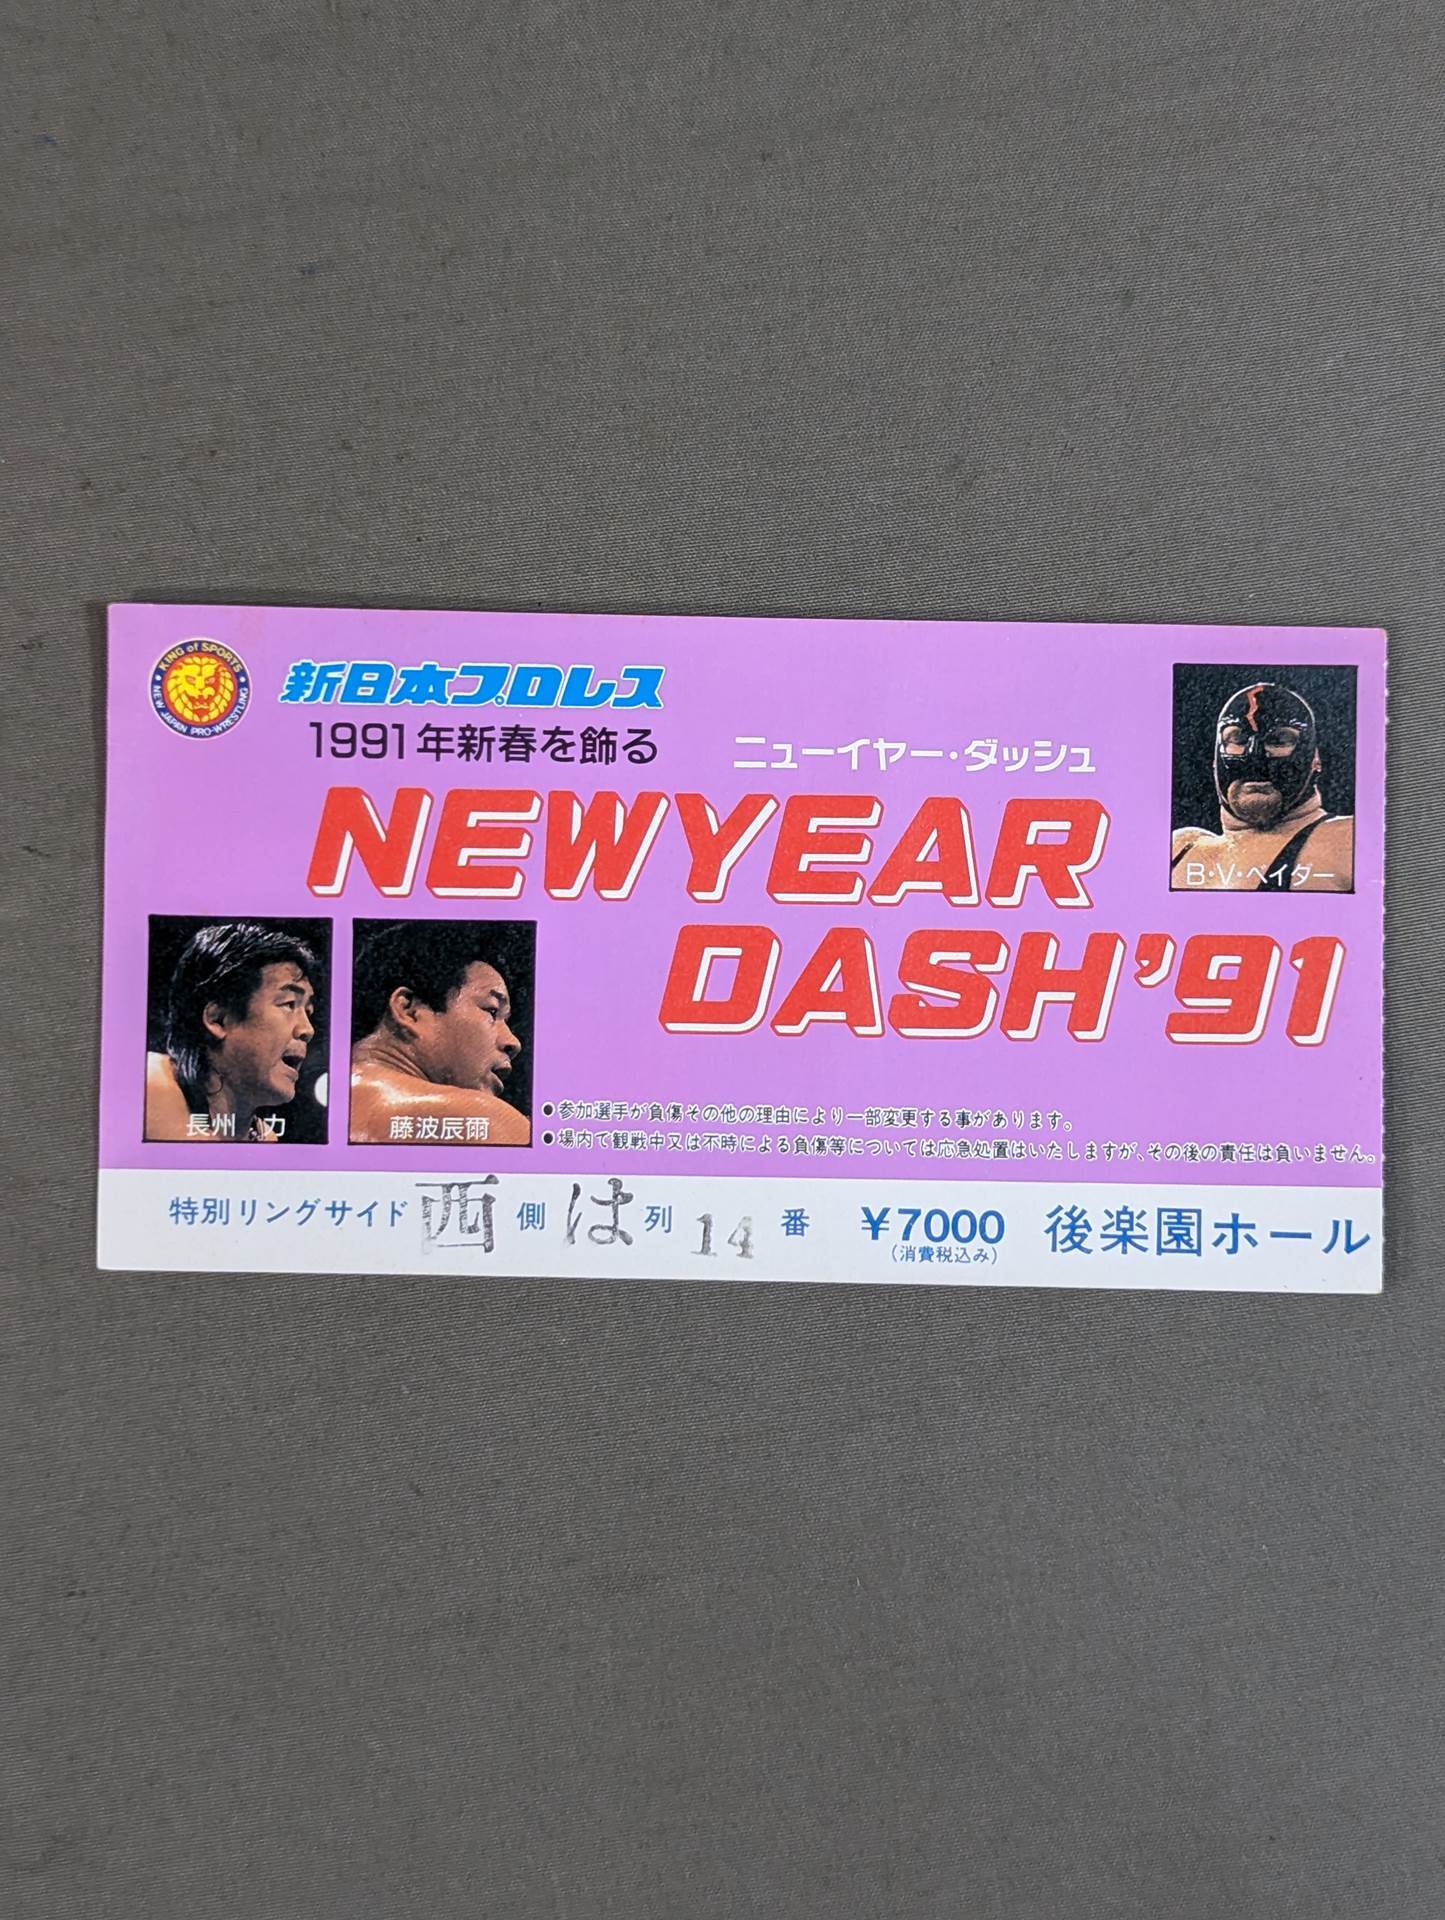 KING of SPORTS
NEW JAPAN PRO-WRESTLING
新日本プロレス
1991年新春を飾る
ニューイヤー・ダッシュ
NEWYEAR
DASH'91
B・V・ベイダー
長州 力
藤波辰爾
●参加選手が負傷その他の理由により一部変更する事があります。
●場内で観戦中又は不時による負傷等については応急処置はいたしますが、その後の責任は負いません。
特別リングサイド 西 側 は 列 14 番 ¥7000 後楽園ホール
(消費税込み)